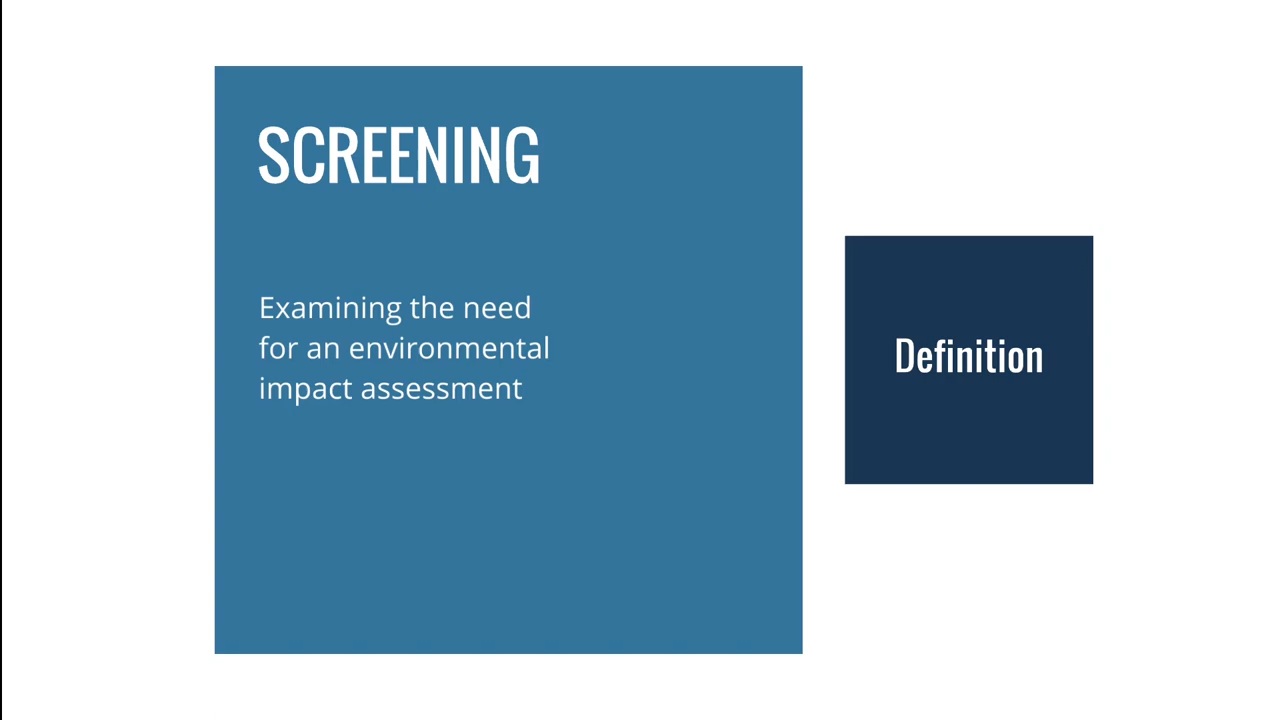 SCREENING
Examining the need
for an environmental
impact assessment
Definition